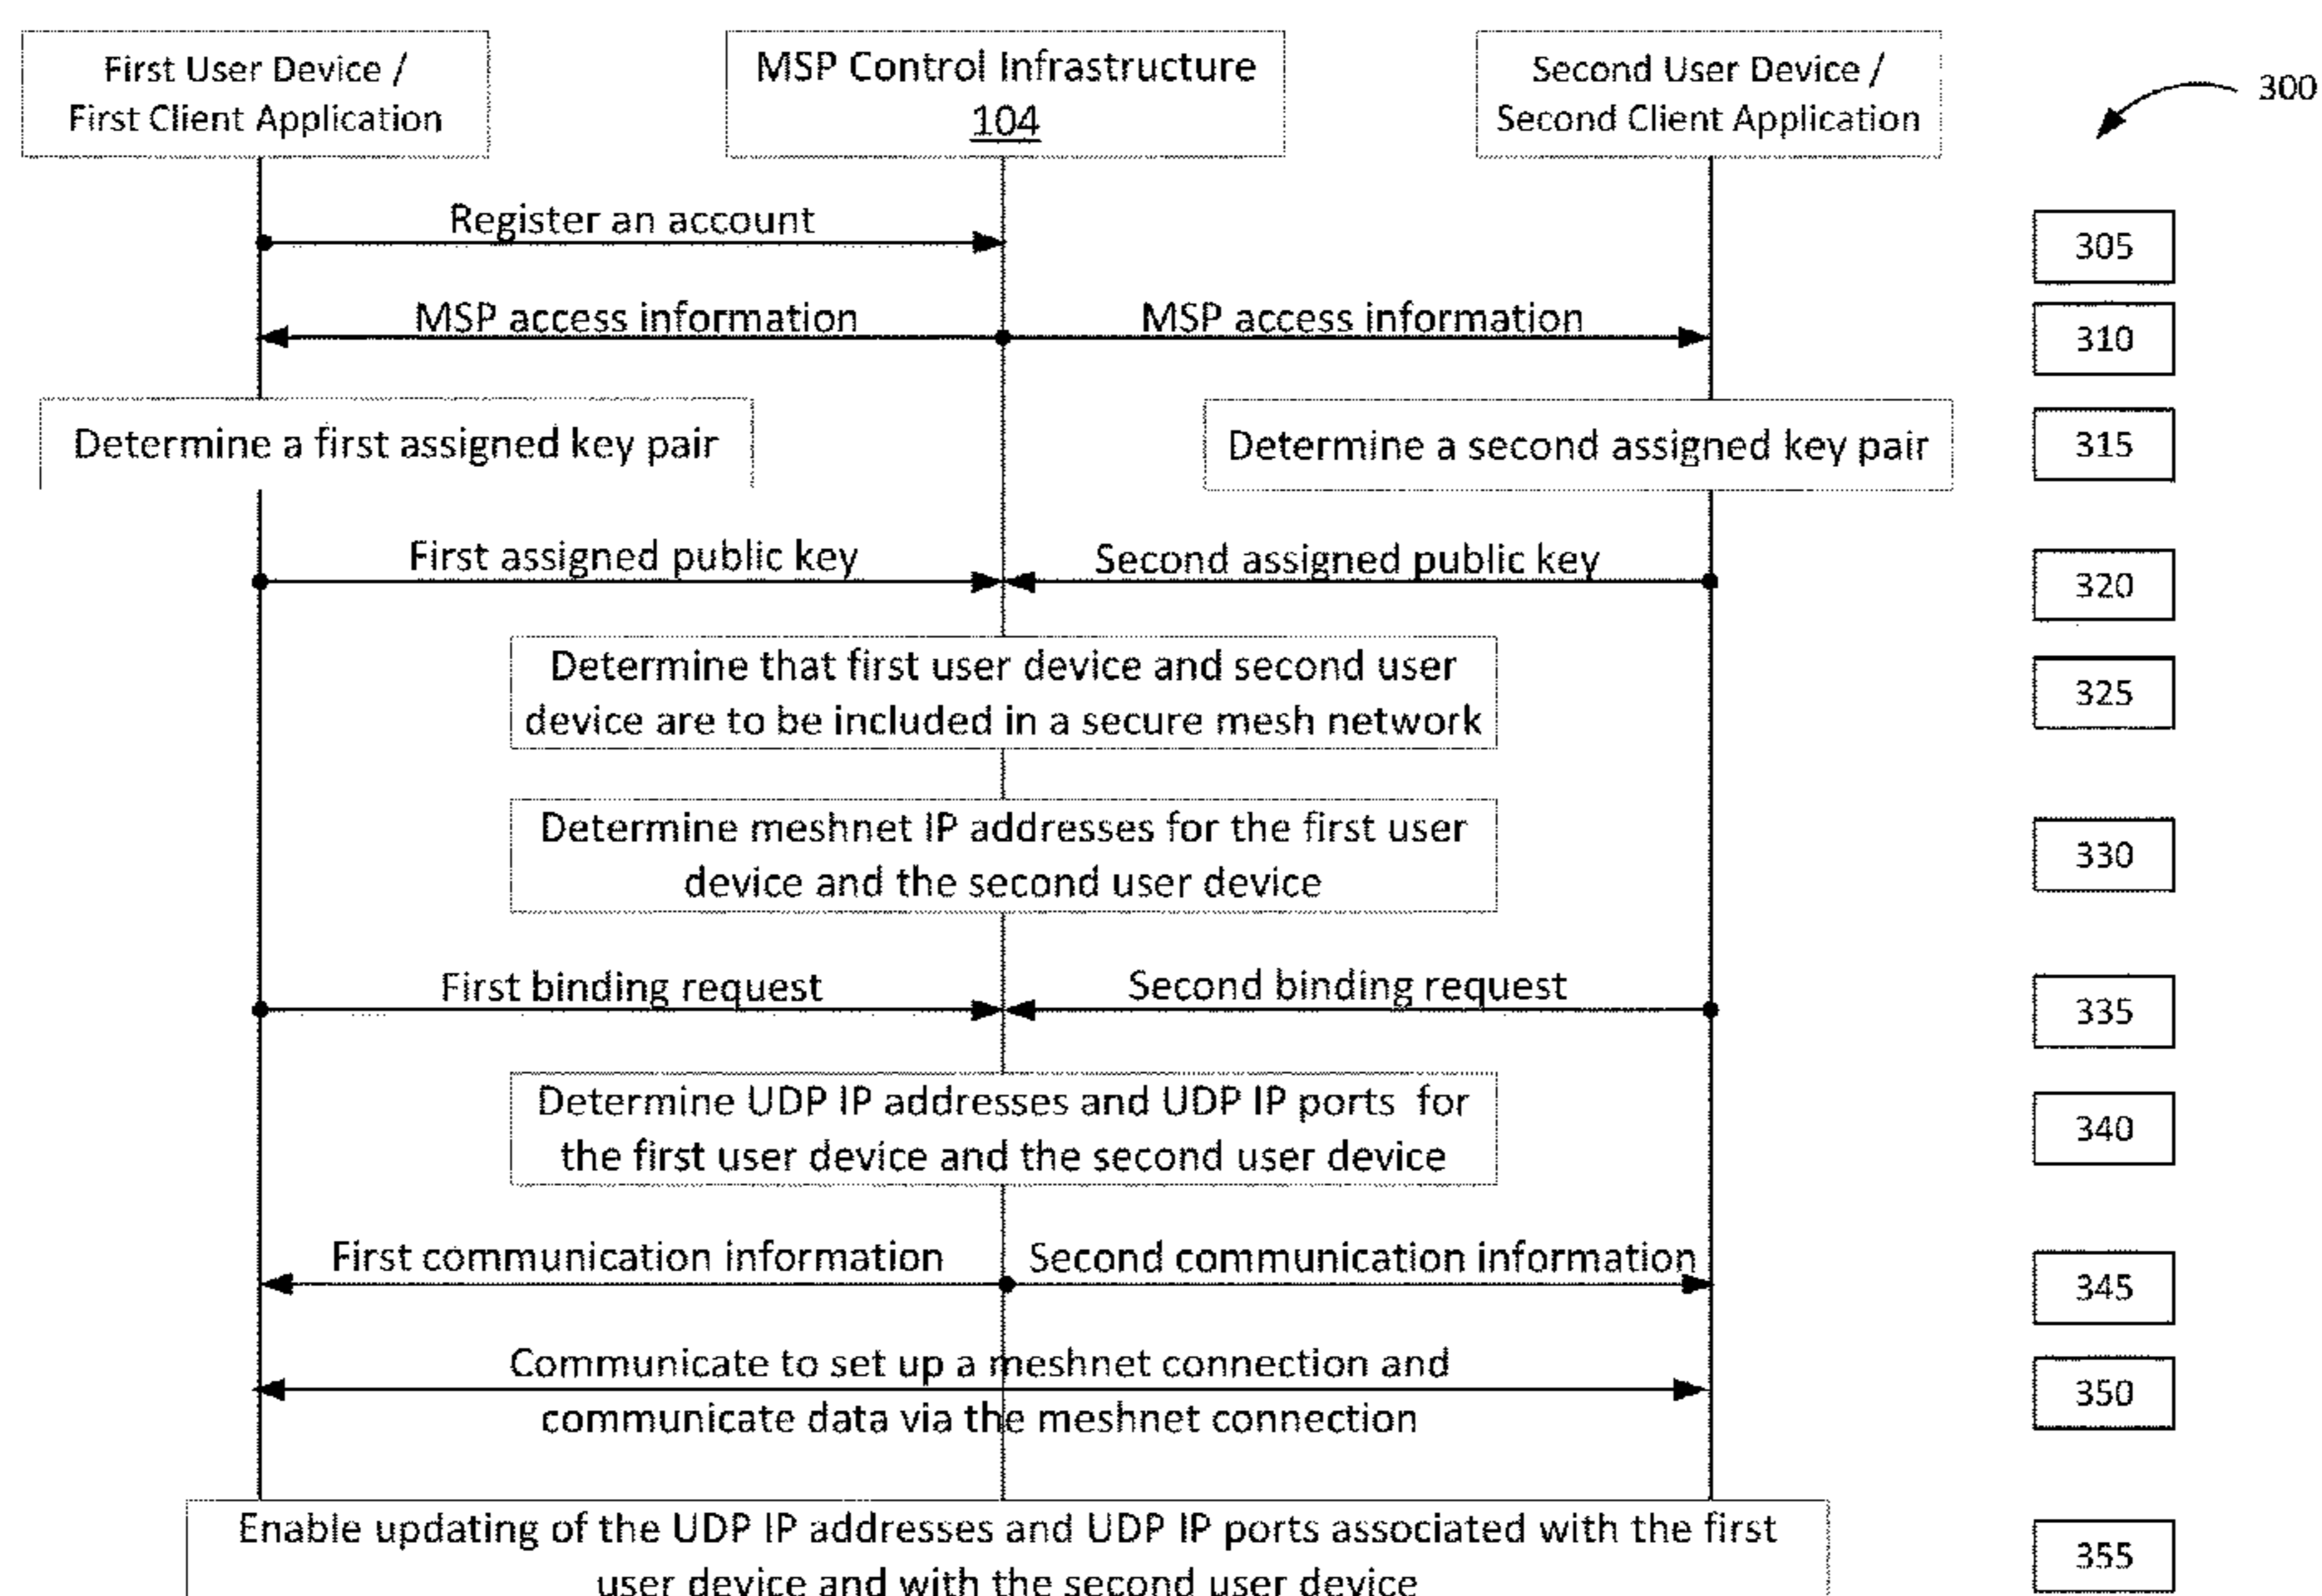 First User Device /
First Client Application
MSP Control Infrastructure
104
Second User Device /
Second Client Application
300
Register an account
305
MSP access information
MSP access information
310
Determine a first assigned key pair
Determine a second assigned key pair
315
First assigned public key
Second assigned public key
320
Determine that first user device and second user
device are to be included in a secure mesh network
325
Determine meshnet IP addresses for the first user
device and the second user device
330
First binding request
Second binding request
335
Determine UDP IP addresses and UDP IP ports for
the first user device and the second user device
340
First communication information
Second communication information
345
Communicate to set up a meshnet connection and
communicate data via the meshnet connection
350
Enable updating of the UDP IP addresses and UDP IP ports associated with the first
user device and with the second user device
355